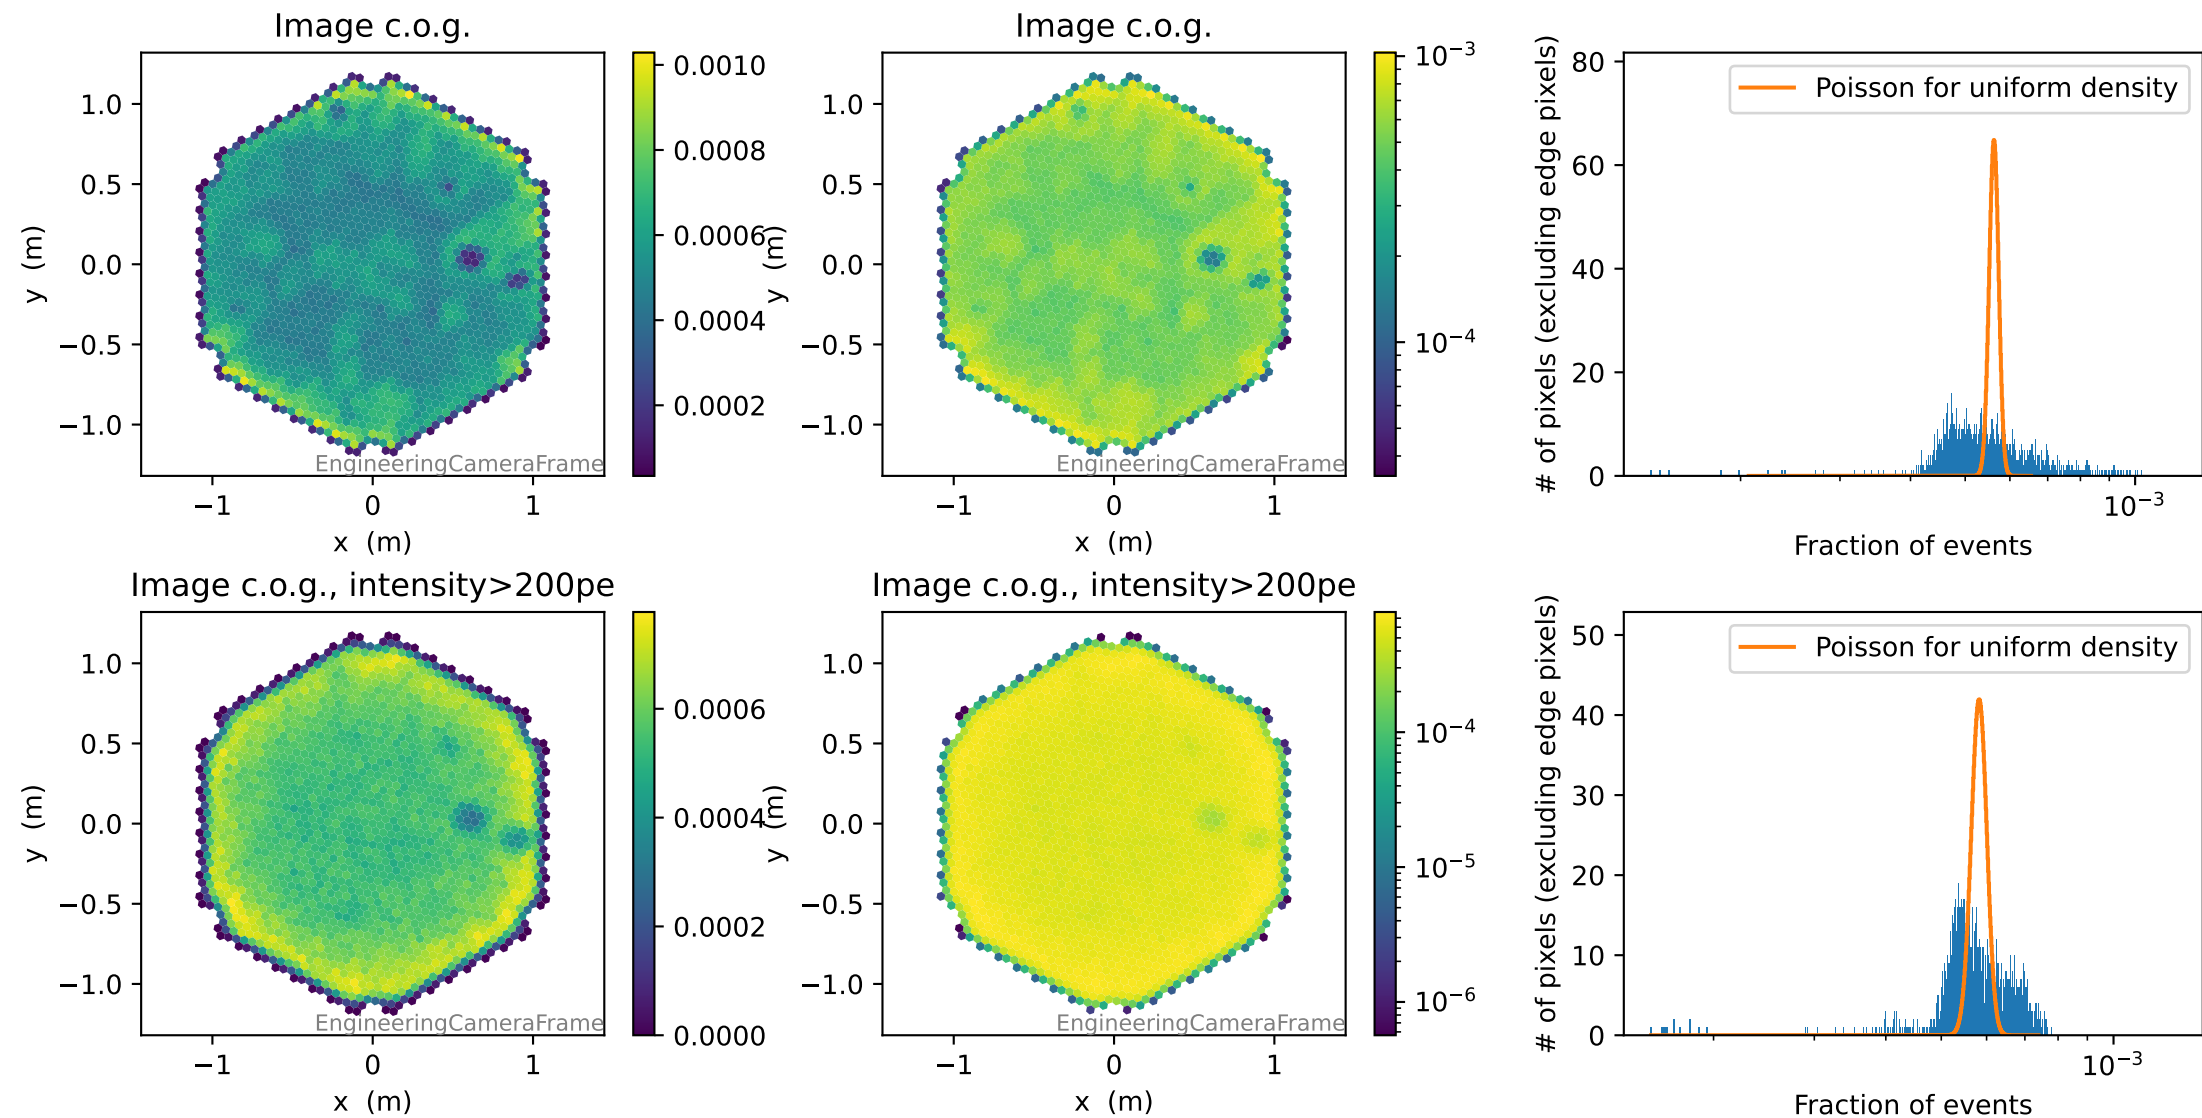 Image c.o.g.
1.0
0.5
0.0
−0.5
−1.0
y (m)
−1
0
1
x (m)
EngineeringCameraFrame
0.0010
0.0008
0.0006
0.0004
0.0002
Image c.o.g.
1.0
0.5
0.0
−0.5
−1.0
y (m)
−1
0
1
x (m)
EngineeringCameraFrame
10⁻³
10⁻⁴
80
60
40
20
0
# of pixels (excluding edge pixels)
Poisson for uniform density
10⁻³
Fraction of events
Image c.o.g., intensity>200pe
1.0
0.5
0.0
−0.5
−1.0
y (m)
−1
0
1
x (m)
EngineeringCameraFrame
0.0006
0.0004
0.0002
0.0000
Image c.o.g., intensity>200pe
1.0
0.5
0.0
−0.5
−1.0
y (m)
−1
0
1
x (m)
EngineeringCameraFrame
10⁻⁴
10⁻⁵
10⁻⁶
50
40
30
20
10
0
# of pixels (excluding edge pixels)
Poisson for uniform density
10⁻³
Fraction of events